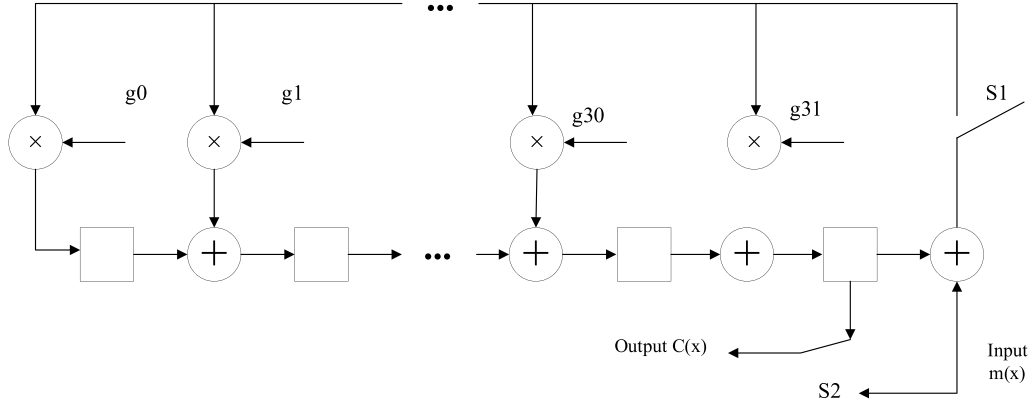 g0
g1
g30
g31
S1
Output C(x)
Input
m(x)
S2